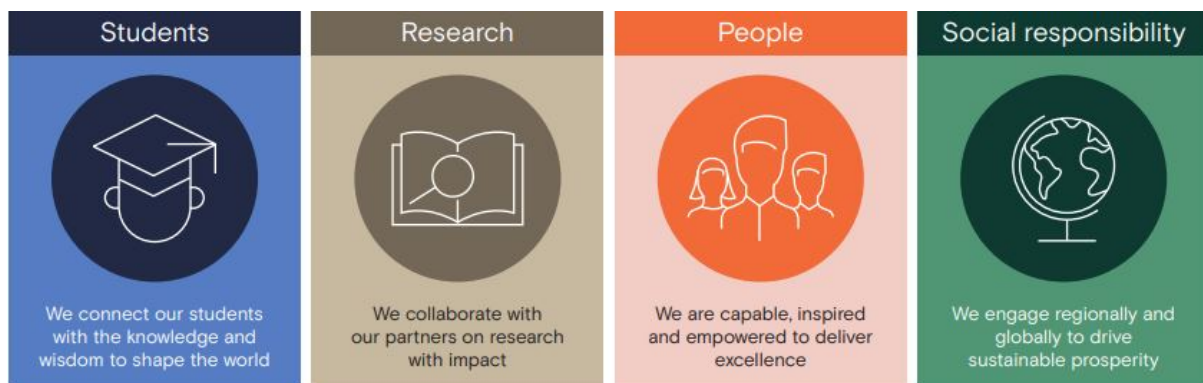 Students
We connect our students
with the knowledge and
wisdom to shape the world
Research
We collaborate with
our partners on research
with impact
People
We are capable, inspired
and empowered to deliver
excellence
Social responsibility
We engage regionally and
globally to drive
sustainable prosperity